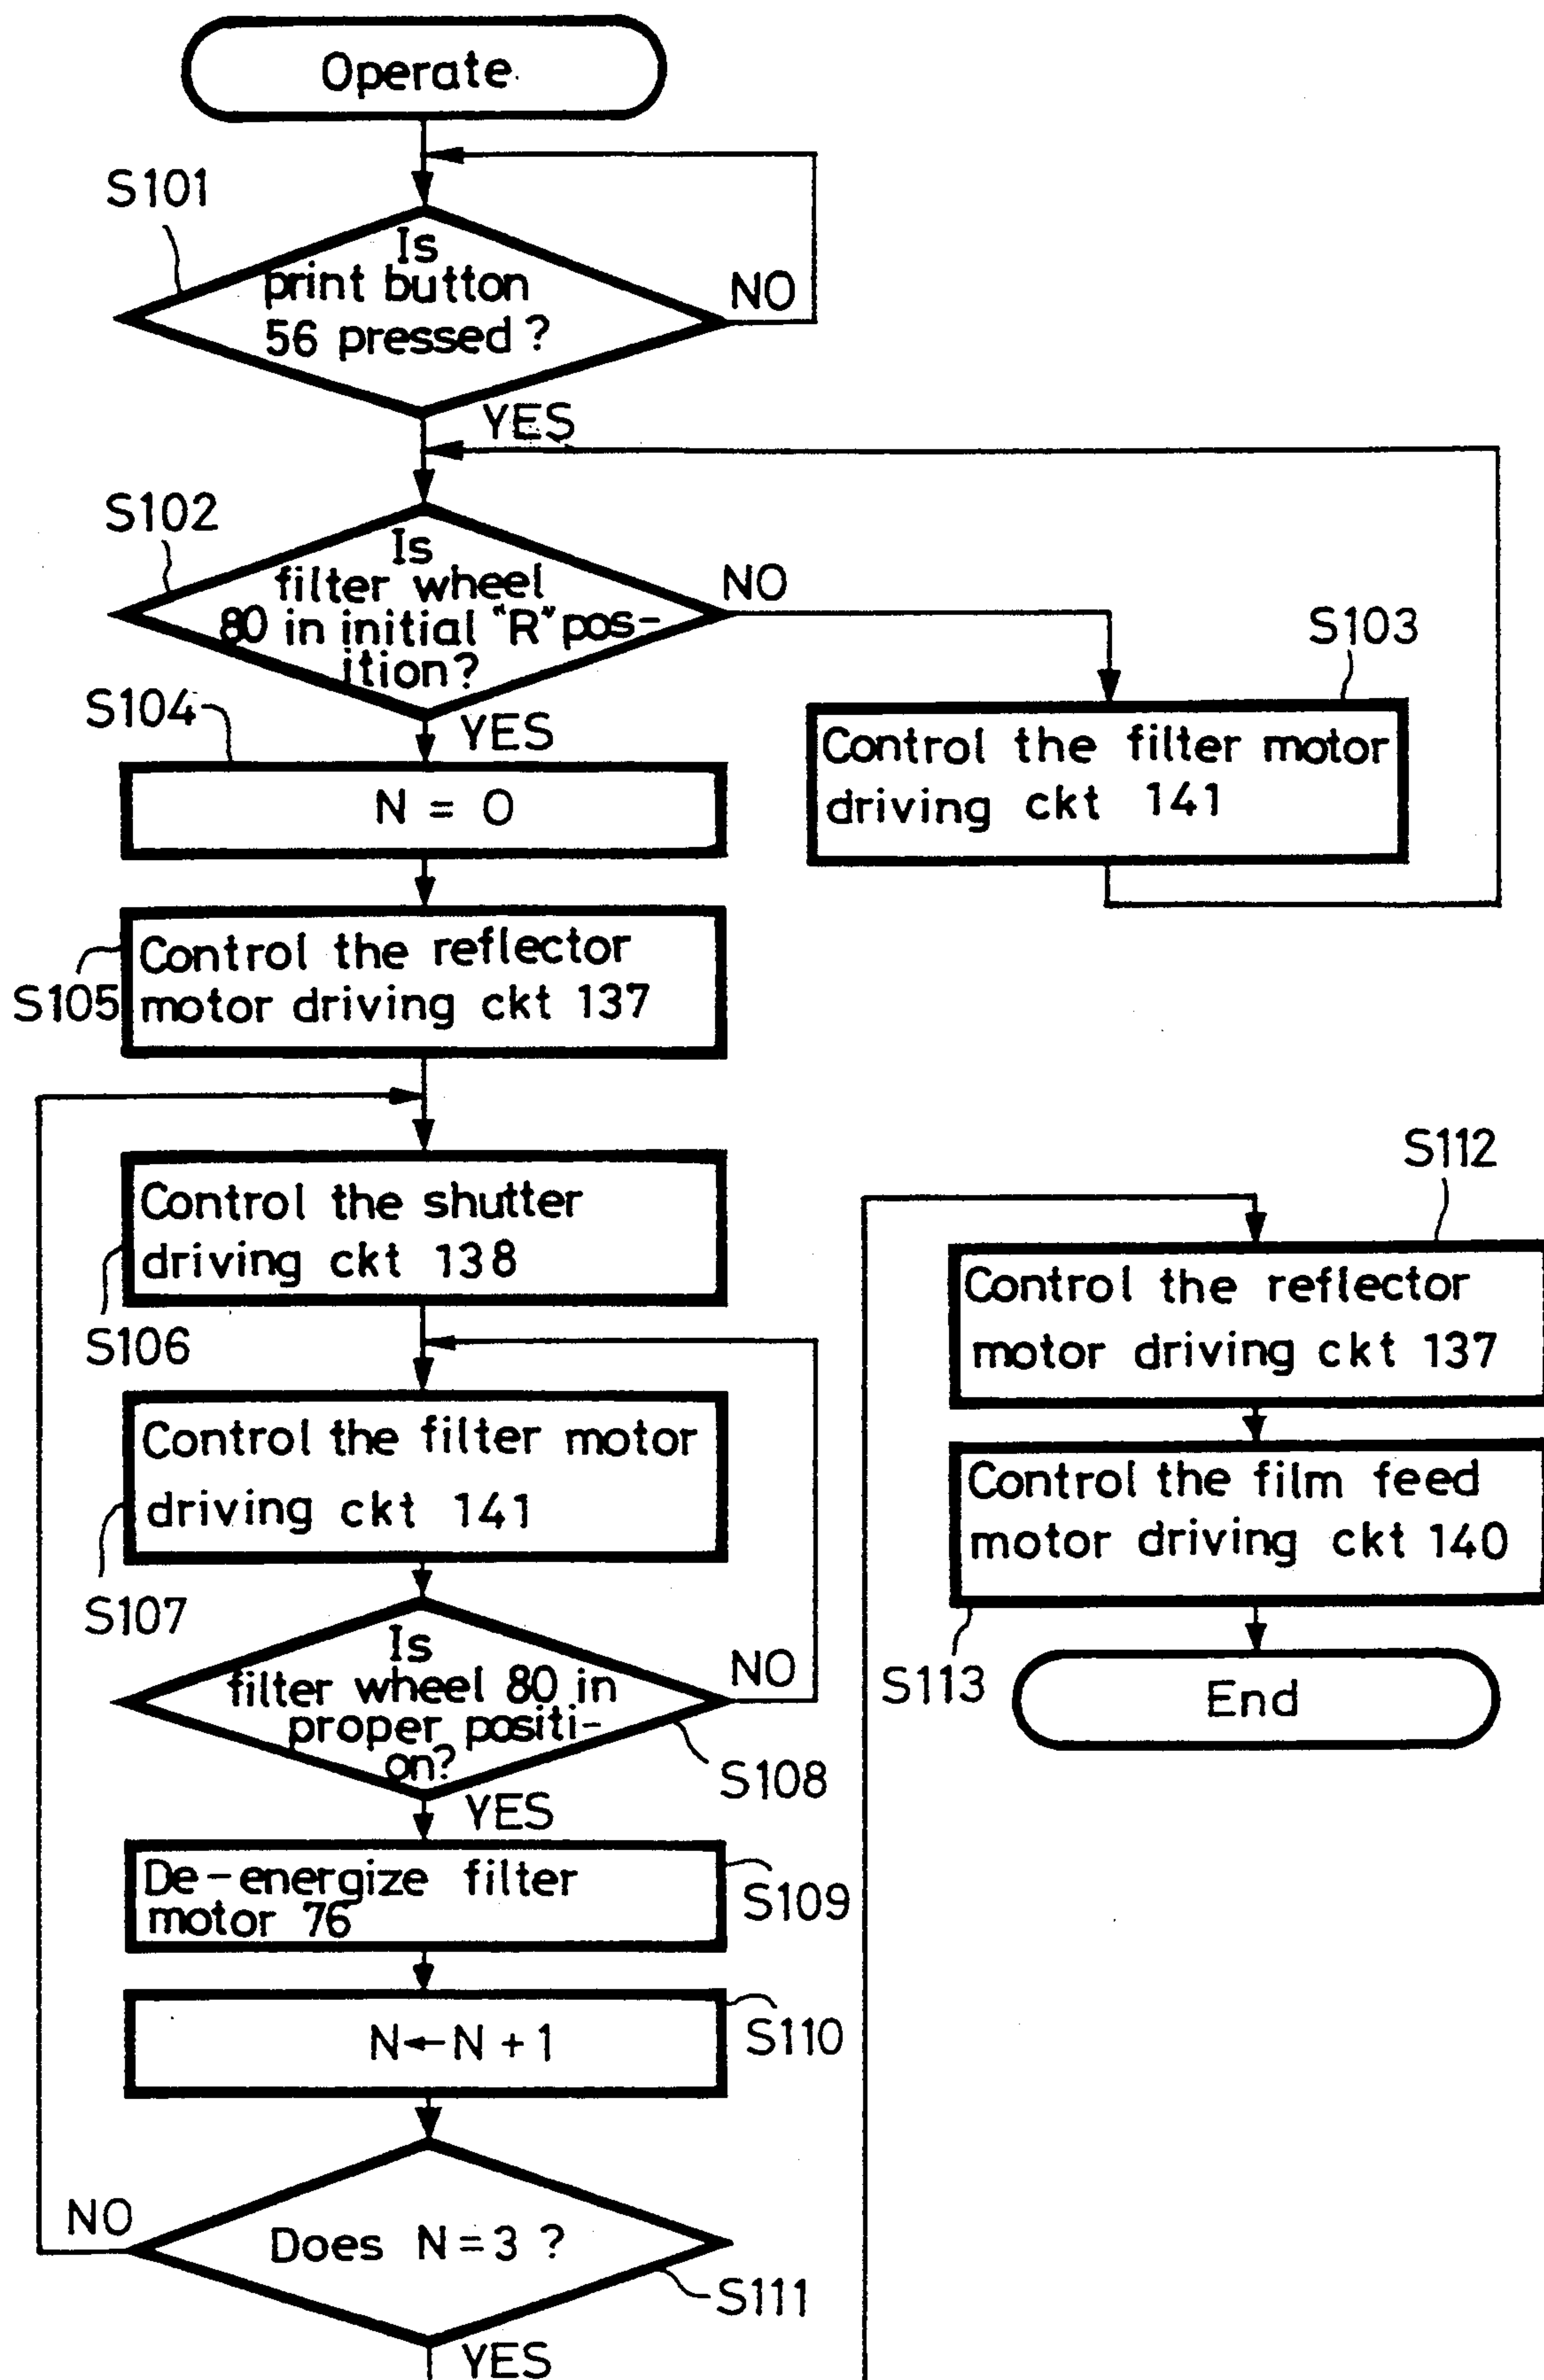 Operate
S101
Is
print button
56 pressed ?
NO
YES
S102
Is
filter wheel
80 in initial "R" pos-
ition?
NO
S103
Control the filter motor
driving ckt 141
S104
YES
N = 0
S105
Control the reflector
motor driving ckt 137
S106
Control the shutter
driving ckt 138
S107
Control the filter motor
driving ckt 141
Is
filter wheel 80 in
proper positi-
on?
NO
S108
YES
De-energize filter
motor 76
S109
N←N + 1
S110
NO
Does N = 3 ?
S111
YES
S112
Control the reflector
motor driving ckt 137
Control the film feed
motor driving ckt 140
S113
End